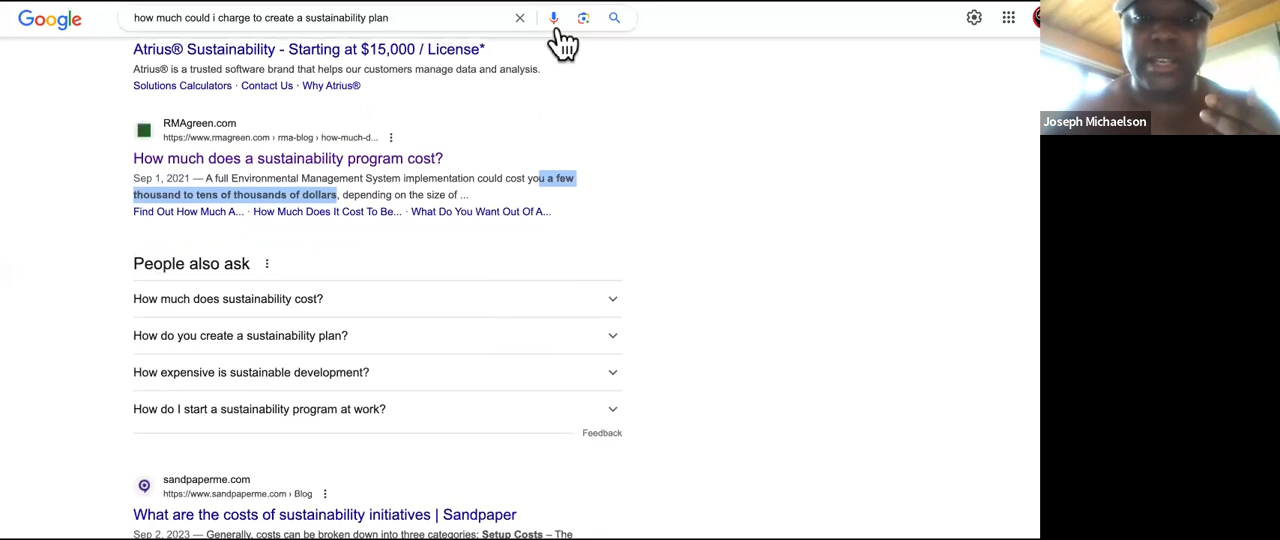 Google
how much could i charge to create a sustainability plan
Atrius® Sustainability - Starting at $15,000 / License*
Atrius® is a trusted software brand that helps our customers manage data and analysis.
Solutions Calculators · Contact Us · Why Atrius®
RMAgreen.com
https://www.rmagreen.com › rma-blog › how-much-d...
How much does a sustainability program cost?
Sep 1, 2021 — A full Environmental Management System implementation could cost you a few
thousand to tens of thousands of dollars, depending on the size of ...
Find Out How Much A... · How Much Does It Cost To Be... · What Do You Want Out Of A...
People also ask
How much does sustainability cost?
How do you create a sustainability plan?
How expensive is sustainable development?
How do I start a sustainability program at work?
Feedback
sandpaperme.com
https://www.sandpaperme.com › Blog
What are the costs of sustainability initiatives | Sandpaper
Sep 2, 2023 — Generally, costs can be broken down into three categories: Setup Costs – The
Joseph Michaelson